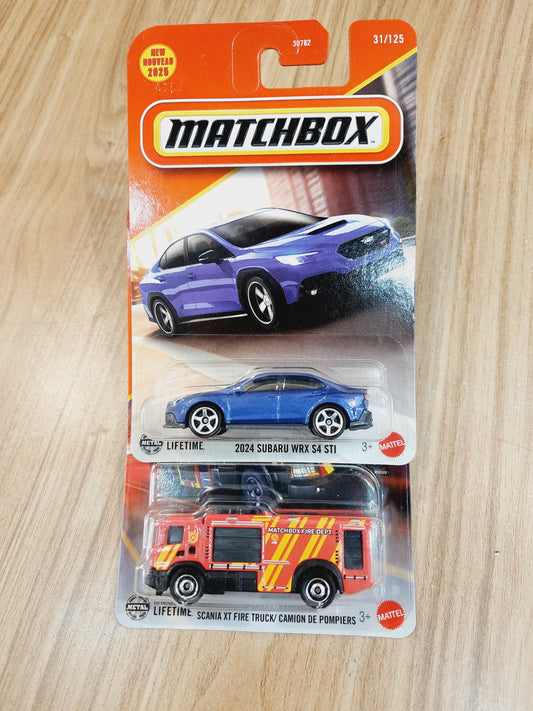 NEW
NOUVEAU
2025
30782
31/125
MATCHBOX
METAL
LIFETIME
2024 SUBARU WRX S4 STI
3+
MATTEL
MATCHBOX FIRE DEPT
METAL
LIFETIME
SCANIA XT FIRE TRUCK/ CAMION DE POMPIERS
3+
MATTEL